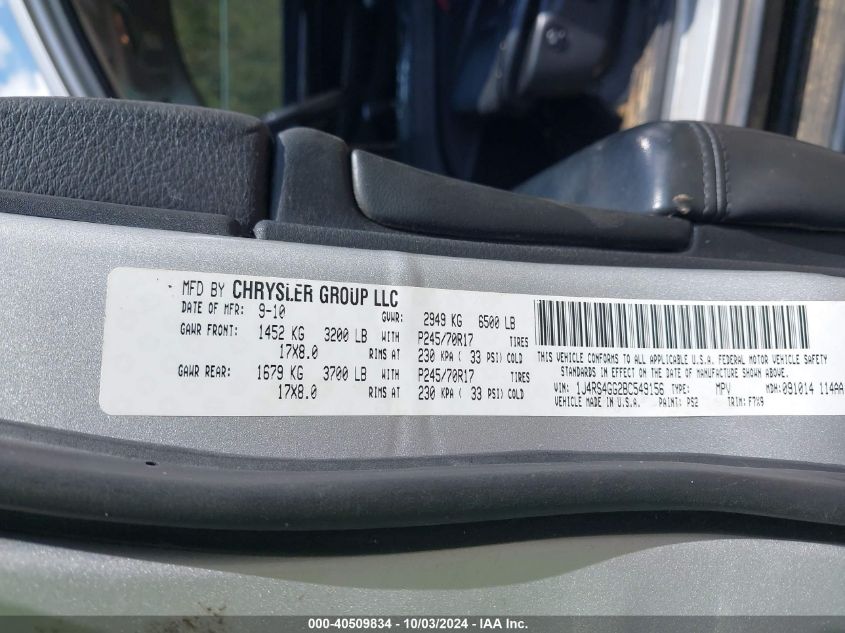 MFD BY CHRYSLER GROUP LLC
DATE OF MFR: 9-10 GVWR: 2949 KG 6500 LB
GAWR FRONT: 1452 KG 3200 LB WITH P245/70R17 TIRES
17X8.0 RIMS AT 230 KPA ( 33 PSI) COLD
GAWR REAR: 1679 KG 3700 LB WITH P245/70R17 TIRES
17X8.0 RIMS AT 230 KPA ( 33 PSI) COLD
THIS VEHICLE CONFORMS TO ALL APPLICABLE U.S.A. FEDERAL MOTOR VEHICLE SAFETY
STANDARDS IN EFFECT ON THE DATE OF MANUFACTURE SHOWN ABOVE.
VIN: 1J4RS4GG2BC549156 TYPE: MPV MDH: 091014 114AA
VEHICLE MADE IN U.S.A. PAINT: PS2 TRIM: F7X9
000-40509834 - 10/03/2024 - IAA Inc.